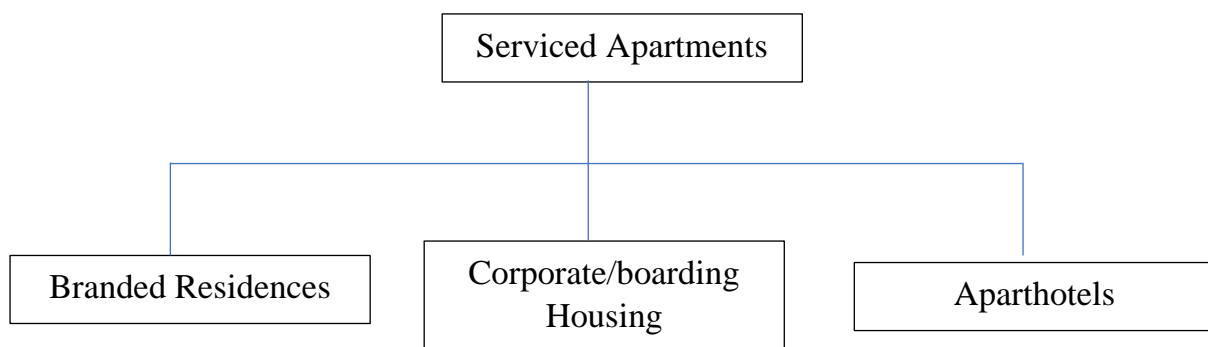 Serviced Apartments
Branded Residences
Corporate/boarding
Housing
Aparthotels